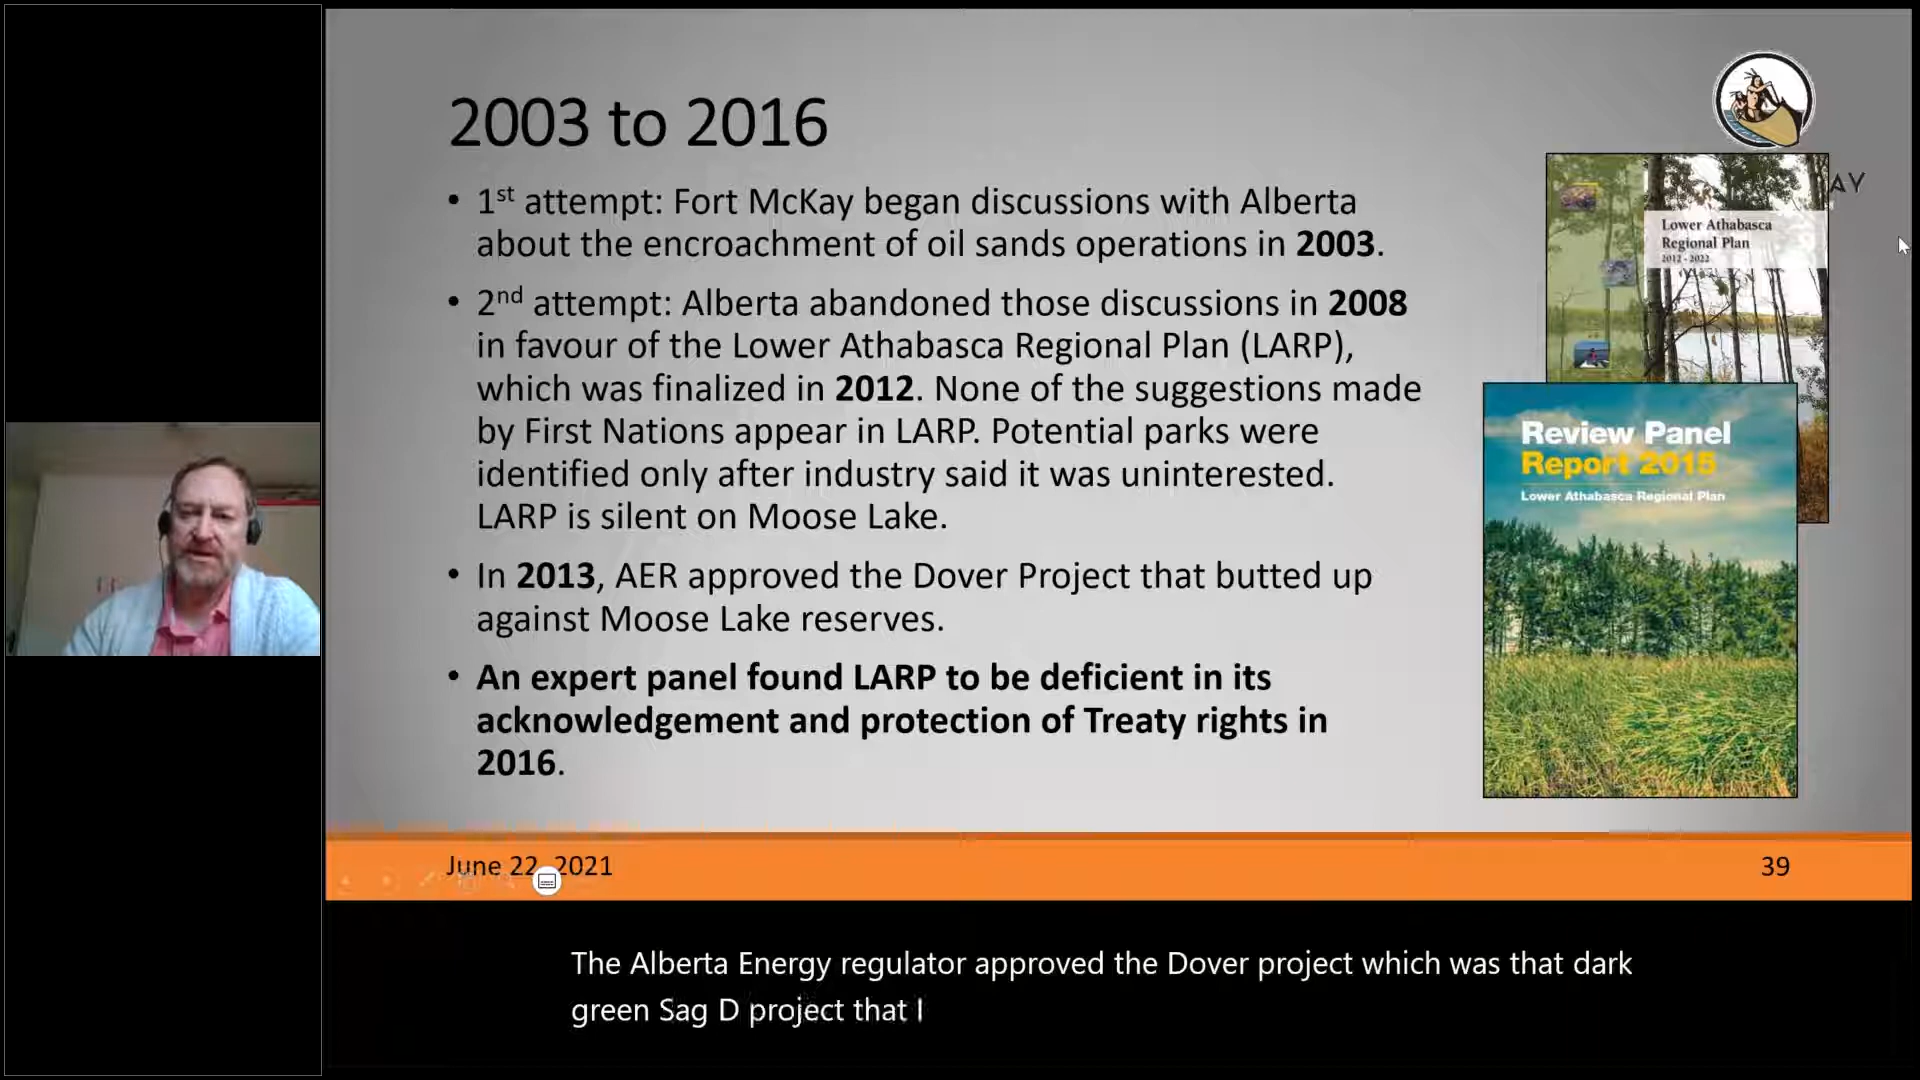 2003 to 2016
• 1st attempt: Fort McKay began discussions with Alberta
about the encroachment of oil sands operations in 2003.
• 2nd attempt: Alberta abandoned those discussions in 2008
in favour of the Lower Athabasca Regional Plan (LARP),
which was finalized in 2012. None of the suggestions made
by First Nations appear in LARP. Potential parks were
identified only after industry said it was uninterested.
LARP is silent on Moose Lake.
• In 2013, AER approved the Dover Project that butted up
against Moose Lake reserves.
• An expert panel found LARP to be deficient in its
acknowledgement and protection of Treaty rights in
2016.
AY
Lower Athabasca
Regional Plan
2012 - 2022
Review Panel
Report 2015
Lower Athabasca Regional Plan
June 22, 2021
39
The Alberta Energy regulator approved the Dover project which was that dark
green Sag D project that I